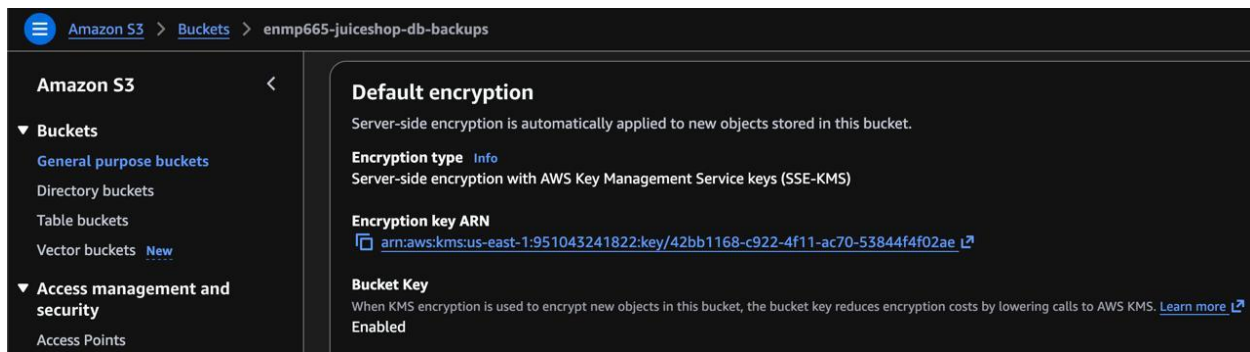 Amazon S3 > Buckets > enmp665-juiceshop-db-backups
Amazon S3
Buckets
General purpose buckets
Directory buckets
Table buckets
Vector buckets New
Access management and
security
Access Points
Default encryption
Server-side encryption is automatically applied to new objects stored in this bucket.
Encryption type Info
Server-side encryption with AWS Key Management Service keys (SSE-KMS)
Encryption key ARN
arn:aws:kms:us-east-1:951043241822:key/42bb1168-c922-4f11-ac70-53844f4f02ae
Bucket Key
When KMS encryption is used to encrypt new objects in this bucket, the bucket key reduces encryption costs by lowering calls to AWS KMS. Learn more
Enabled